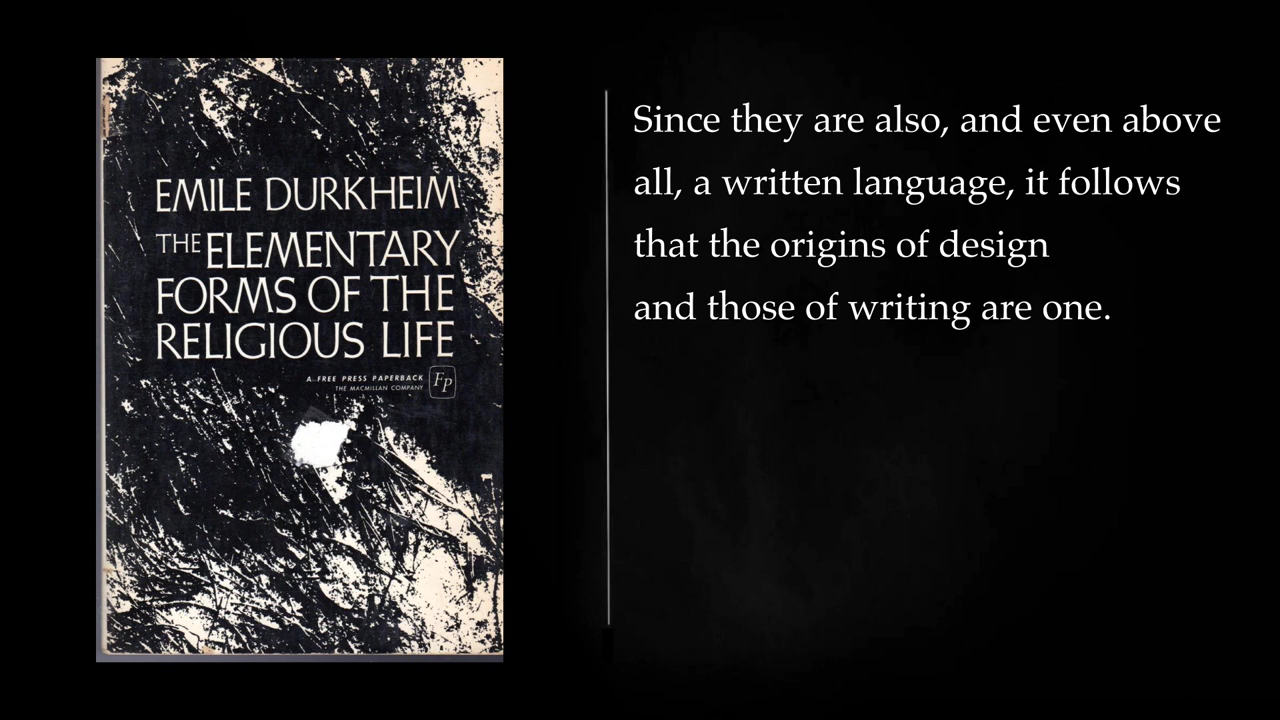 EMILE DURKHEIM
THE ELEMENTARY
FORMS OF THE
RELIGIOUS LIFE
A FREE PRESS PAPERBACK
THE MACMILLAN COMPANY
FP
Since they are also, and even above
all, a written language, it follows
that the origins of design
and those of writing are one.